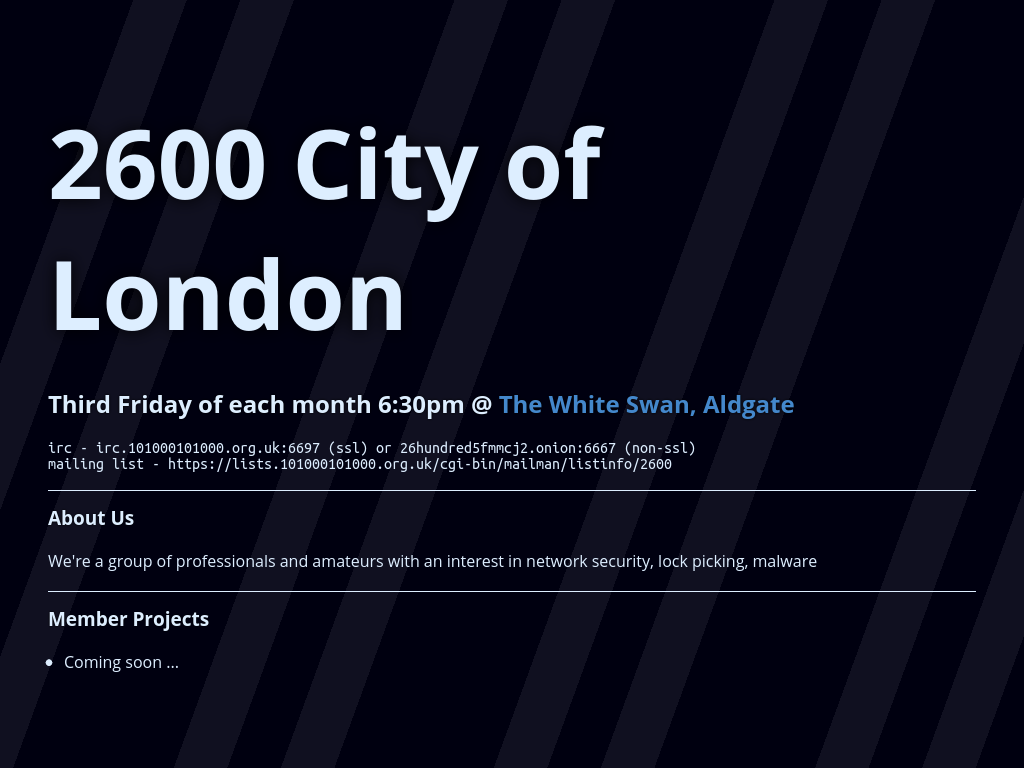 2600 City of
London
Third Friday of each month 6:30pm @ The White Swan, Aldgate
irc - irc.101000101000.org.uk:6697 (ssl) or 26hundred5fmmcj2.onion:6667 (non-ssl)
mailing list - https://lists.101000101000.org.uk/cgi-bin/mailman/listinfo/2600
About Us
We're a group of professionals and amateurs with an interest in network security, lock picking, malware
Member Projects
• Coming soon ...